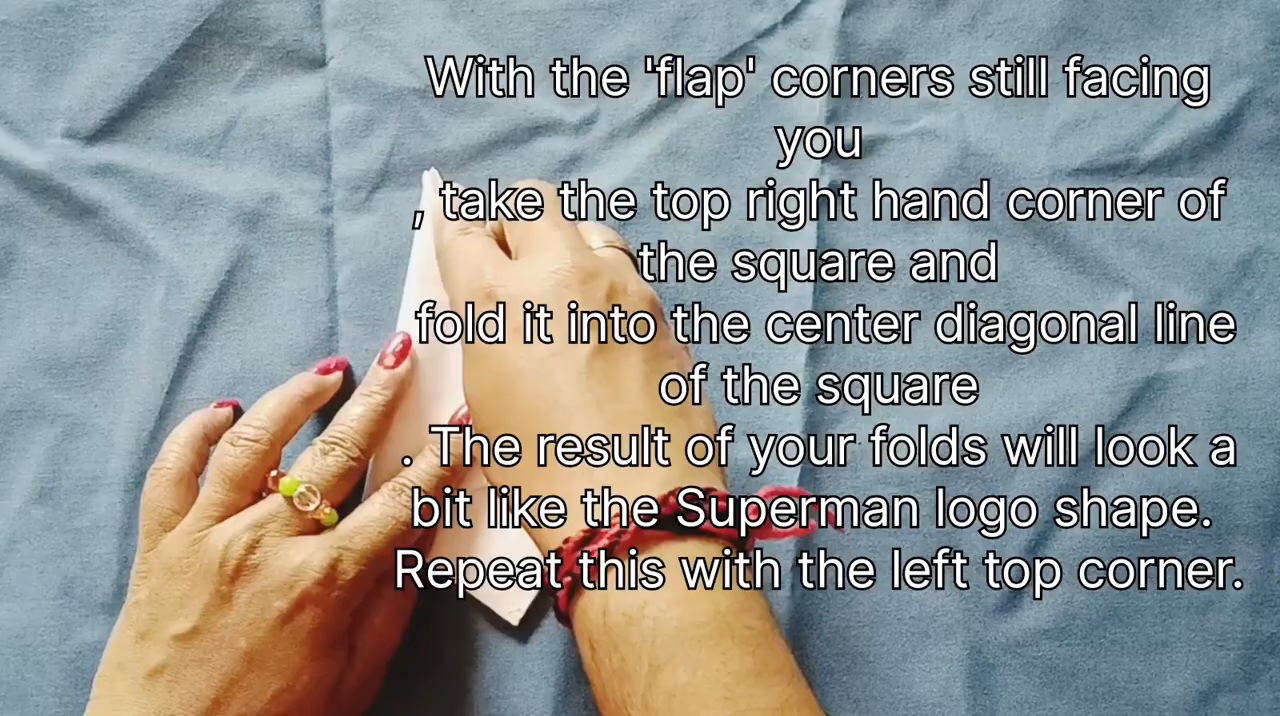 With the 'flap' corners still facing
you
, take the top right hand corner of
the square and
fold it into the center diagonal line
of the square
. The result of your folds will look a
bit like the Superman logo shape.
Repeat this with the left top corner.